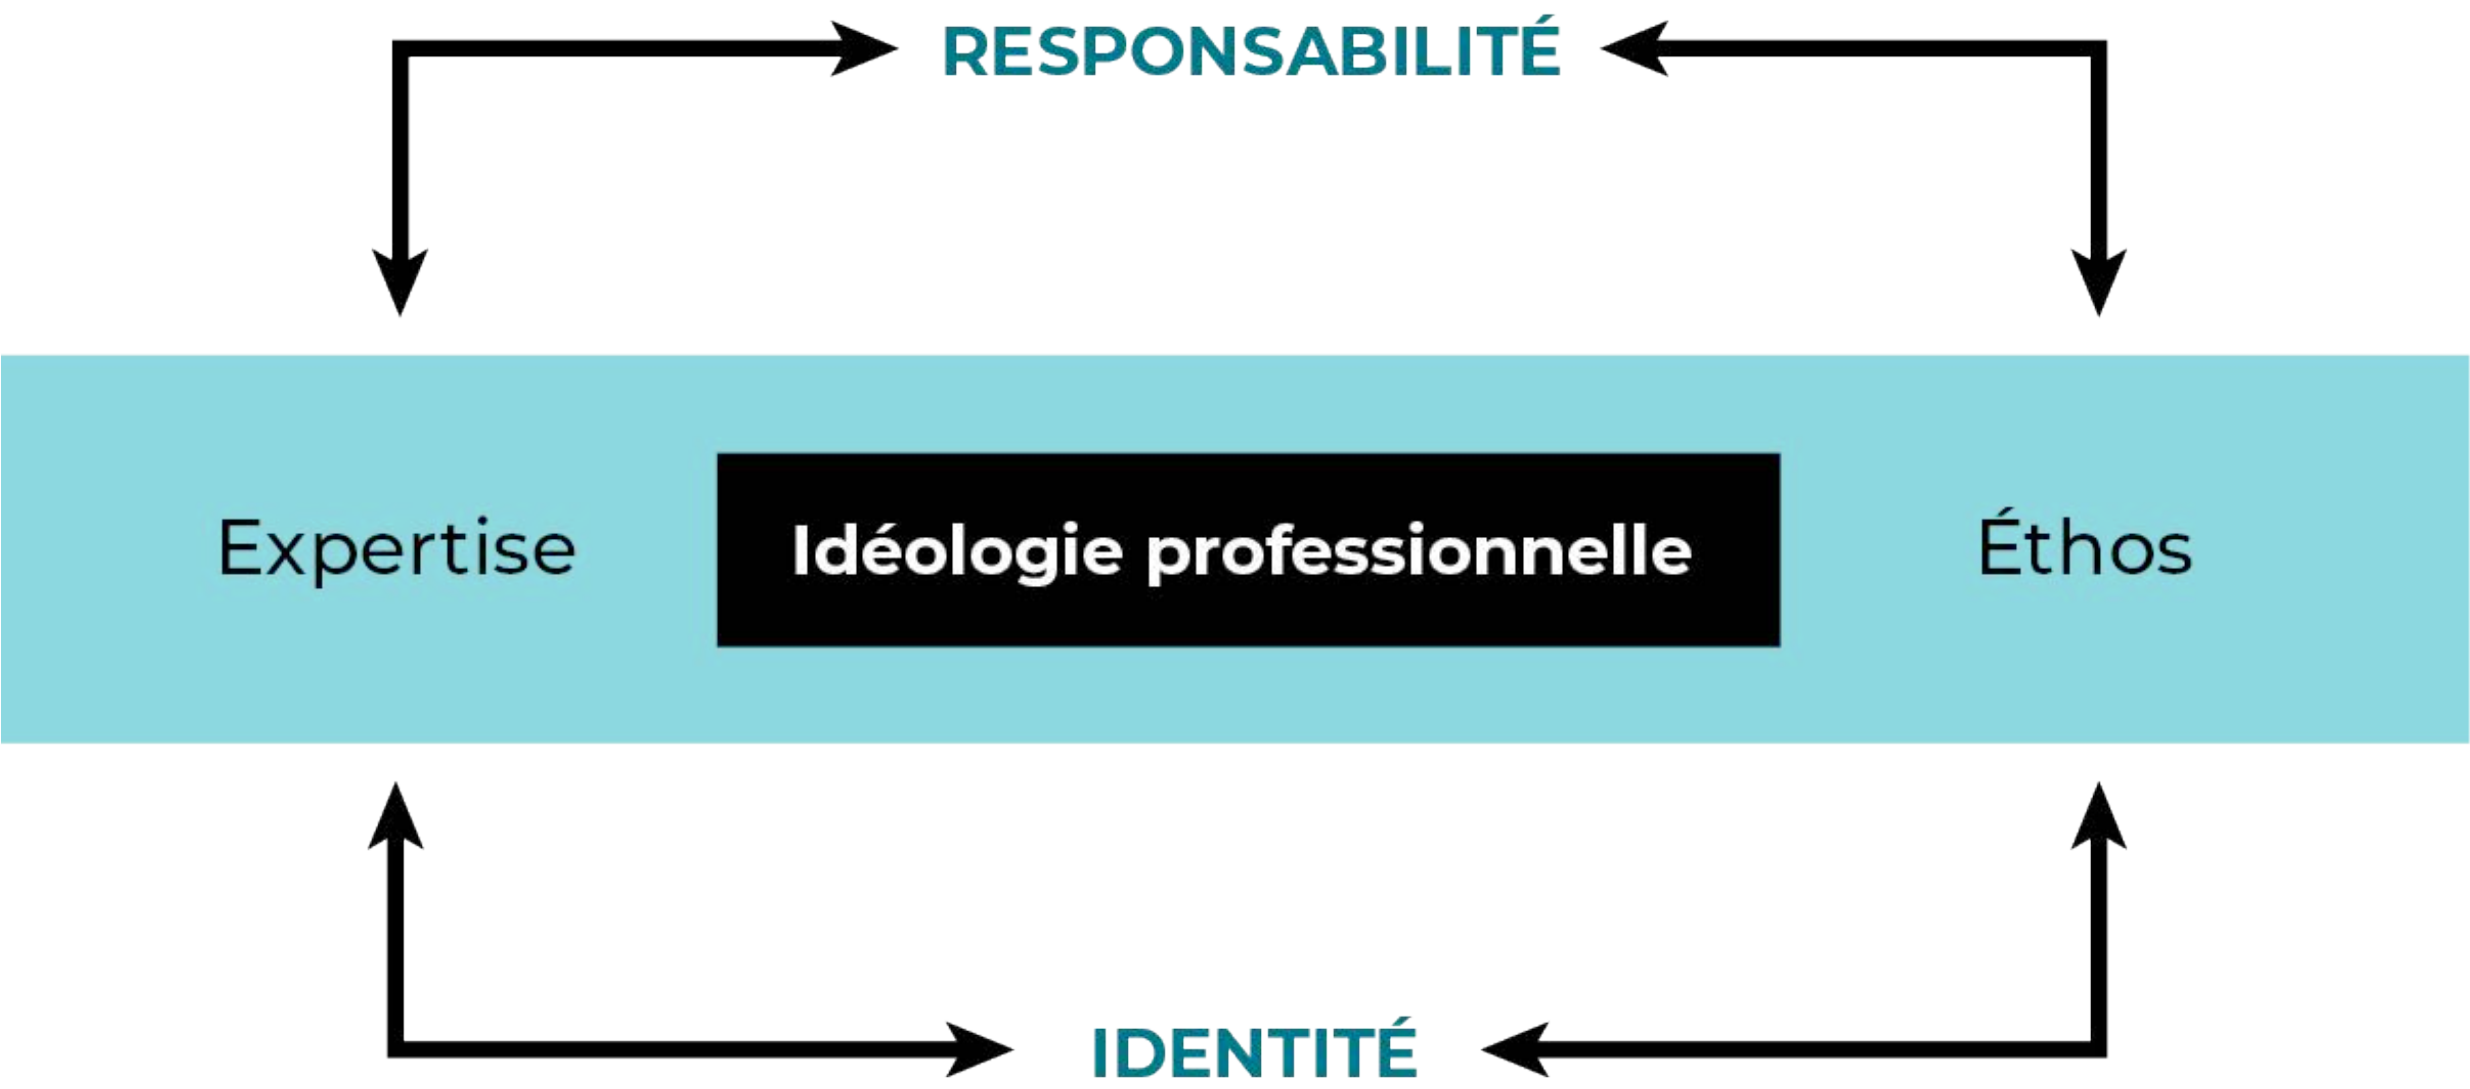 RESPONSABILITÉ
Expertise
Idéologie professionnelle
Éthos
IDENTITÉ